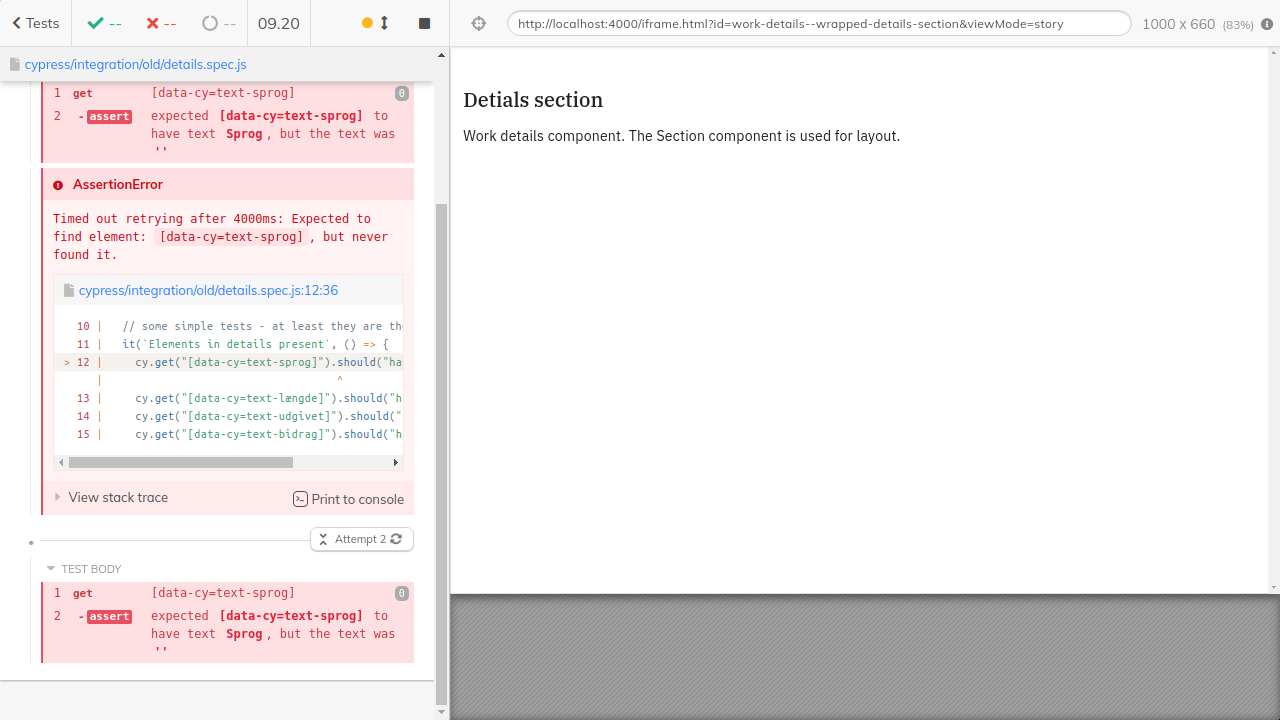 Tests
--
--
--
09.20
http://localhost:4000/iframe.html?id=work-details--wrapped-details-section&viewMode=story
1000 x 660 (83%)
cypress/integration/old/details.spec.js
1 get [data-cy=text-sprog] 0
2 -assert expected [data-cy=text-sprog] to
have text Sprog, but the text was
''
AssertionError
Timed out retrying after 4000ms: Expected to
find element: [data-cy=text-sprog], but never
found it.
cypress/integration/old/details.spec.js:12:36
10 | // some simple tests - at least they are the
11 | it(`Elements in details present`, () => {
> 12 | cy.get("[data-cy=text-sprog]").should("ha
| ^
13 | cy.get("[data-cy=text-længde]").should("h
14 | cy.get("[data-cy=text-udgivet]").should("
15 | cy.get("[data-cy=text-bidrag]").should("h
View stack trace
Print to console
Attempt 2
TEST BODY
1 get [data-cy=text-sprog] 0
2 -assert expected [data-cy=text-sprog] to
have text Sprog, but the text was
''
Detials section
Work details component. The Section component is used for layout.